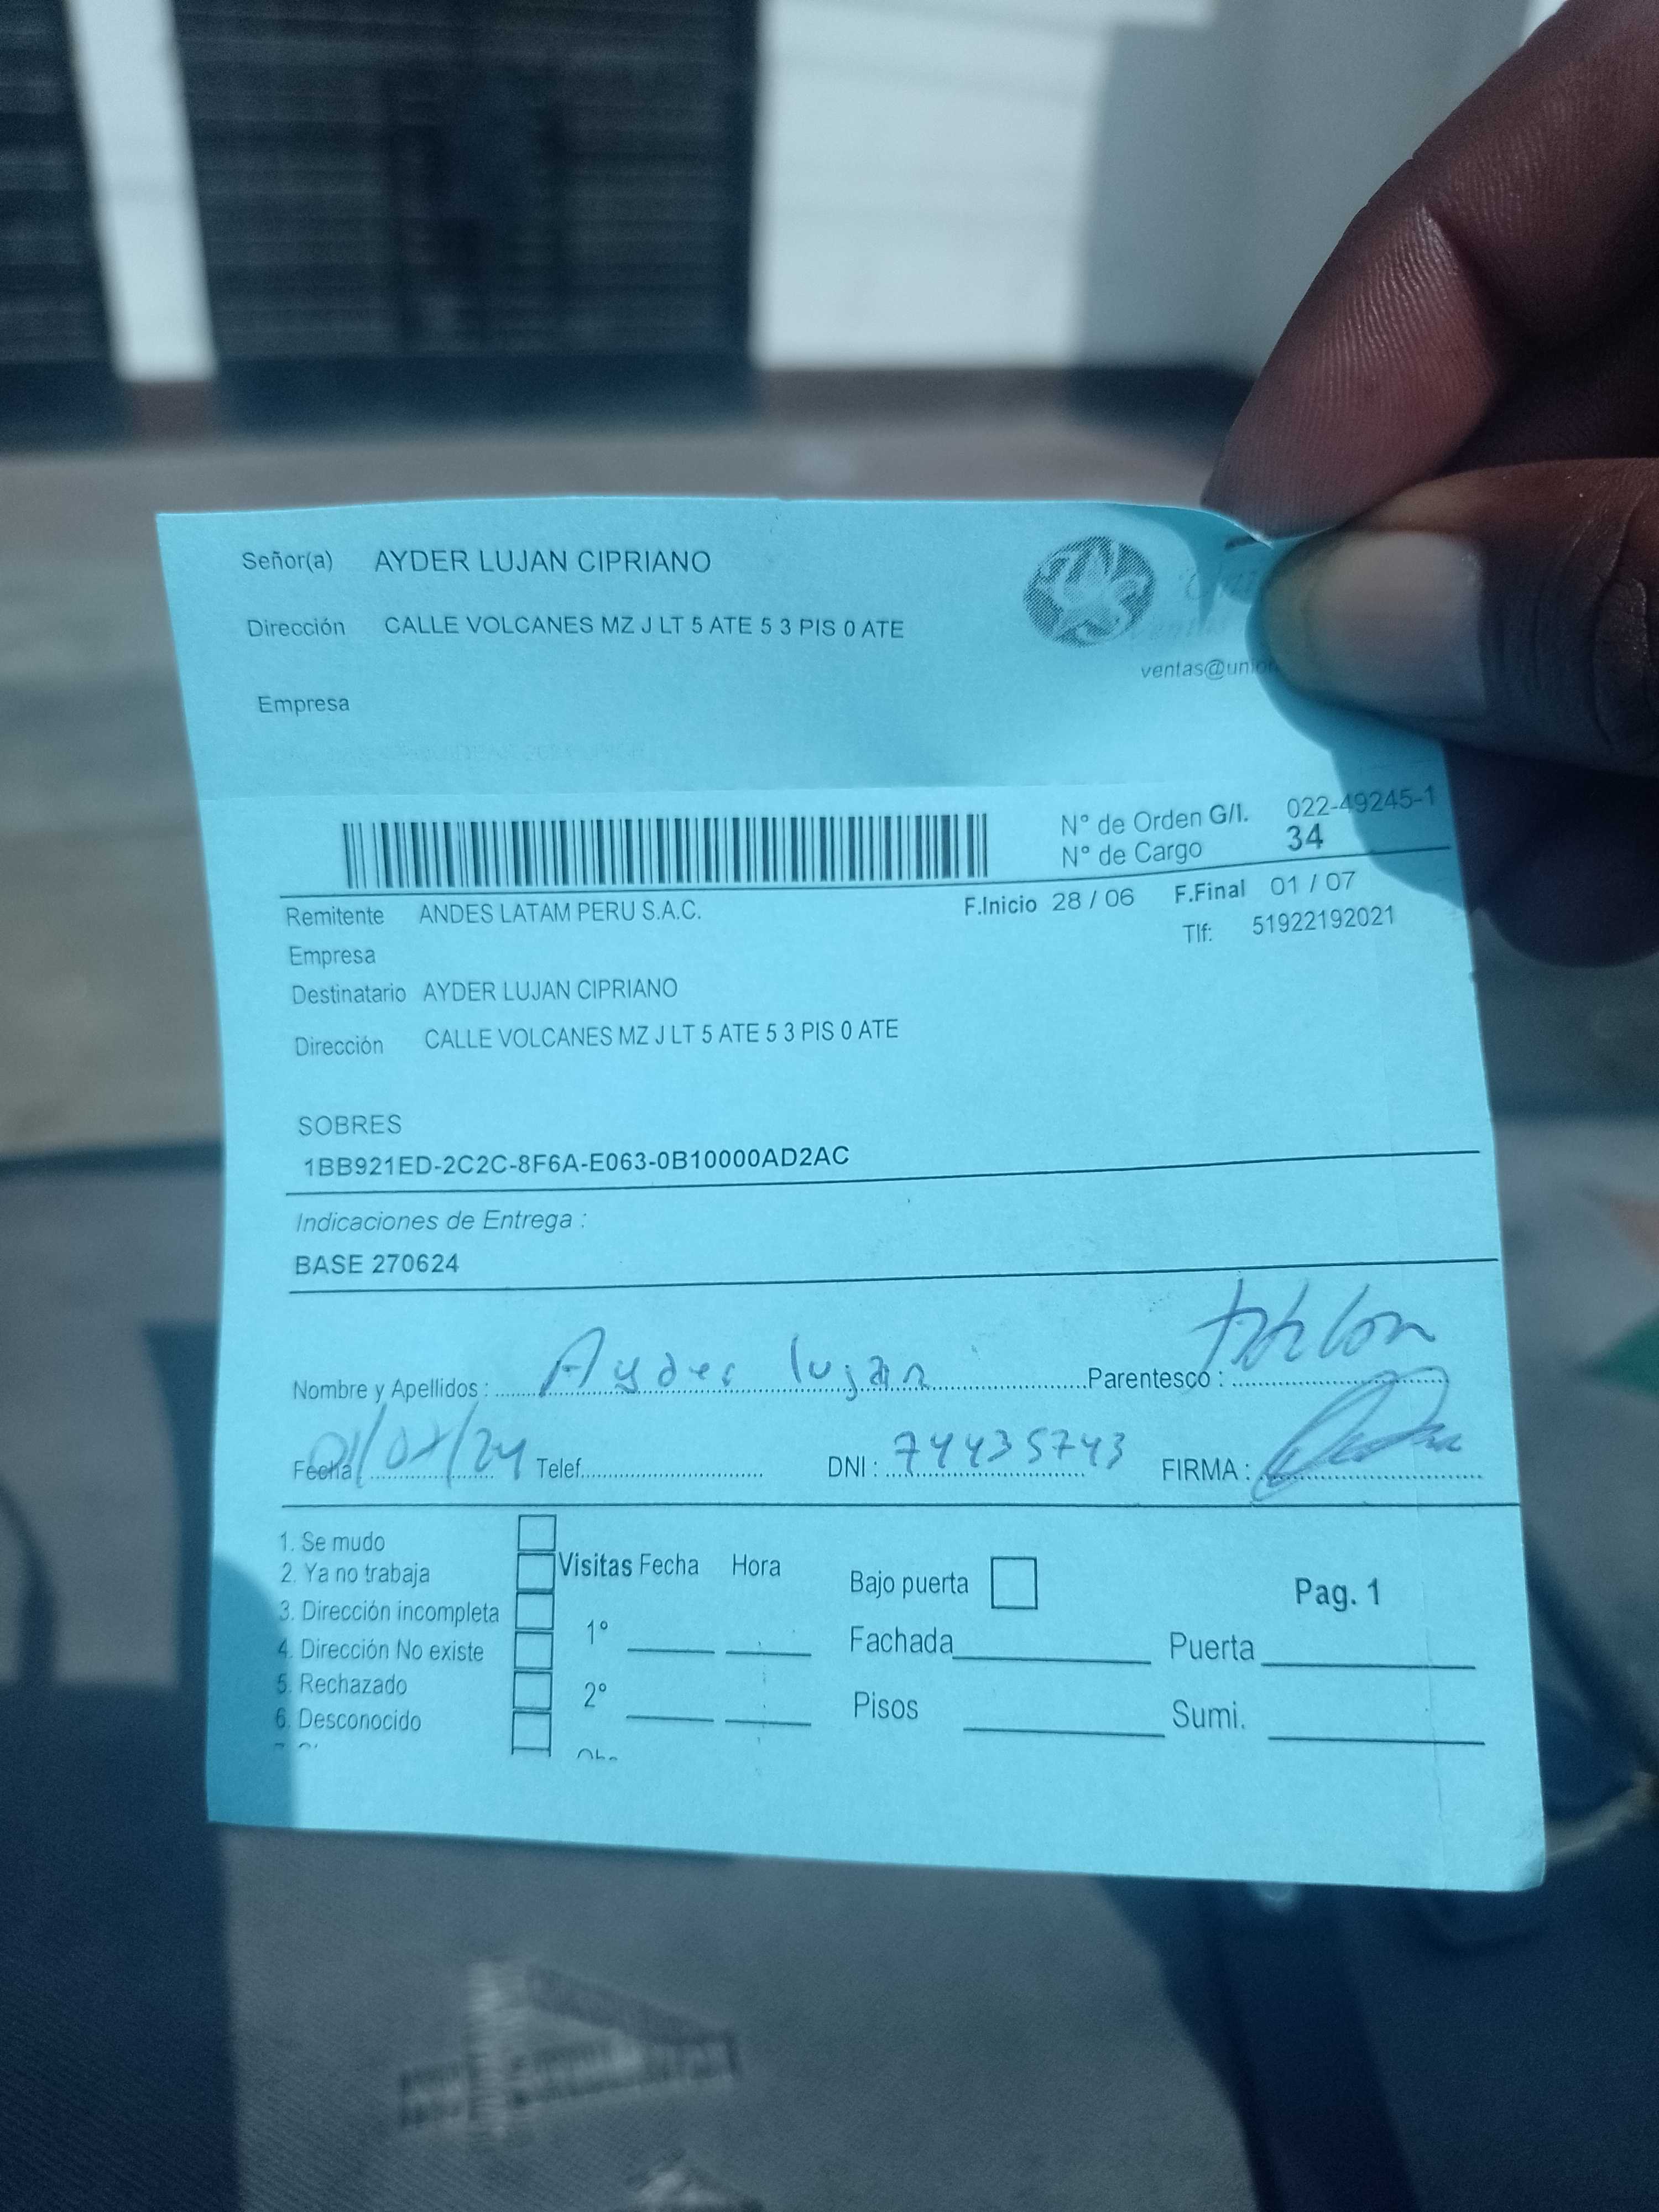 Señor(a) AYDER LUJAN CIPRIANO
Dirección CALLE VOLCANES MZ J LT 5 ATE 5 3 PIS 0 ATE
ventas@unio
Empresa
N° de Orden G/I. 022-49245-1
N° de Cargo 34
Remitente ANDES LATAM PERU S.A.C. F.Inicio 28 / 06 F.Final 01 / 07
Empresa Tlf: 51922192021
Destinatario AYDER LUJAN CIPRIANO
Dirección CALLE VOLCANES MZ J LT 5 ATE 5 3 PIS 0 ATE
SOBRES
1BB921ED-2C2C-8F6A-E063-0B10000AD2AC
Indicaciones de Entrega :
BASE 270624
Nombre y Apellidos : Ayder lujan Parentesco :
Fecha 01/07/24 Telef. DNI : 74435743 FIRMA :
1. Se mudo
2. Ya no trabaja Visitas Fecha Hora Bajo puerta Pag. 1
3. Dirección incompleta 1° Fachada Puerta
4. Dirección No existe
5. Rechazado 2° Pisos Sumi.
6. Desconocido